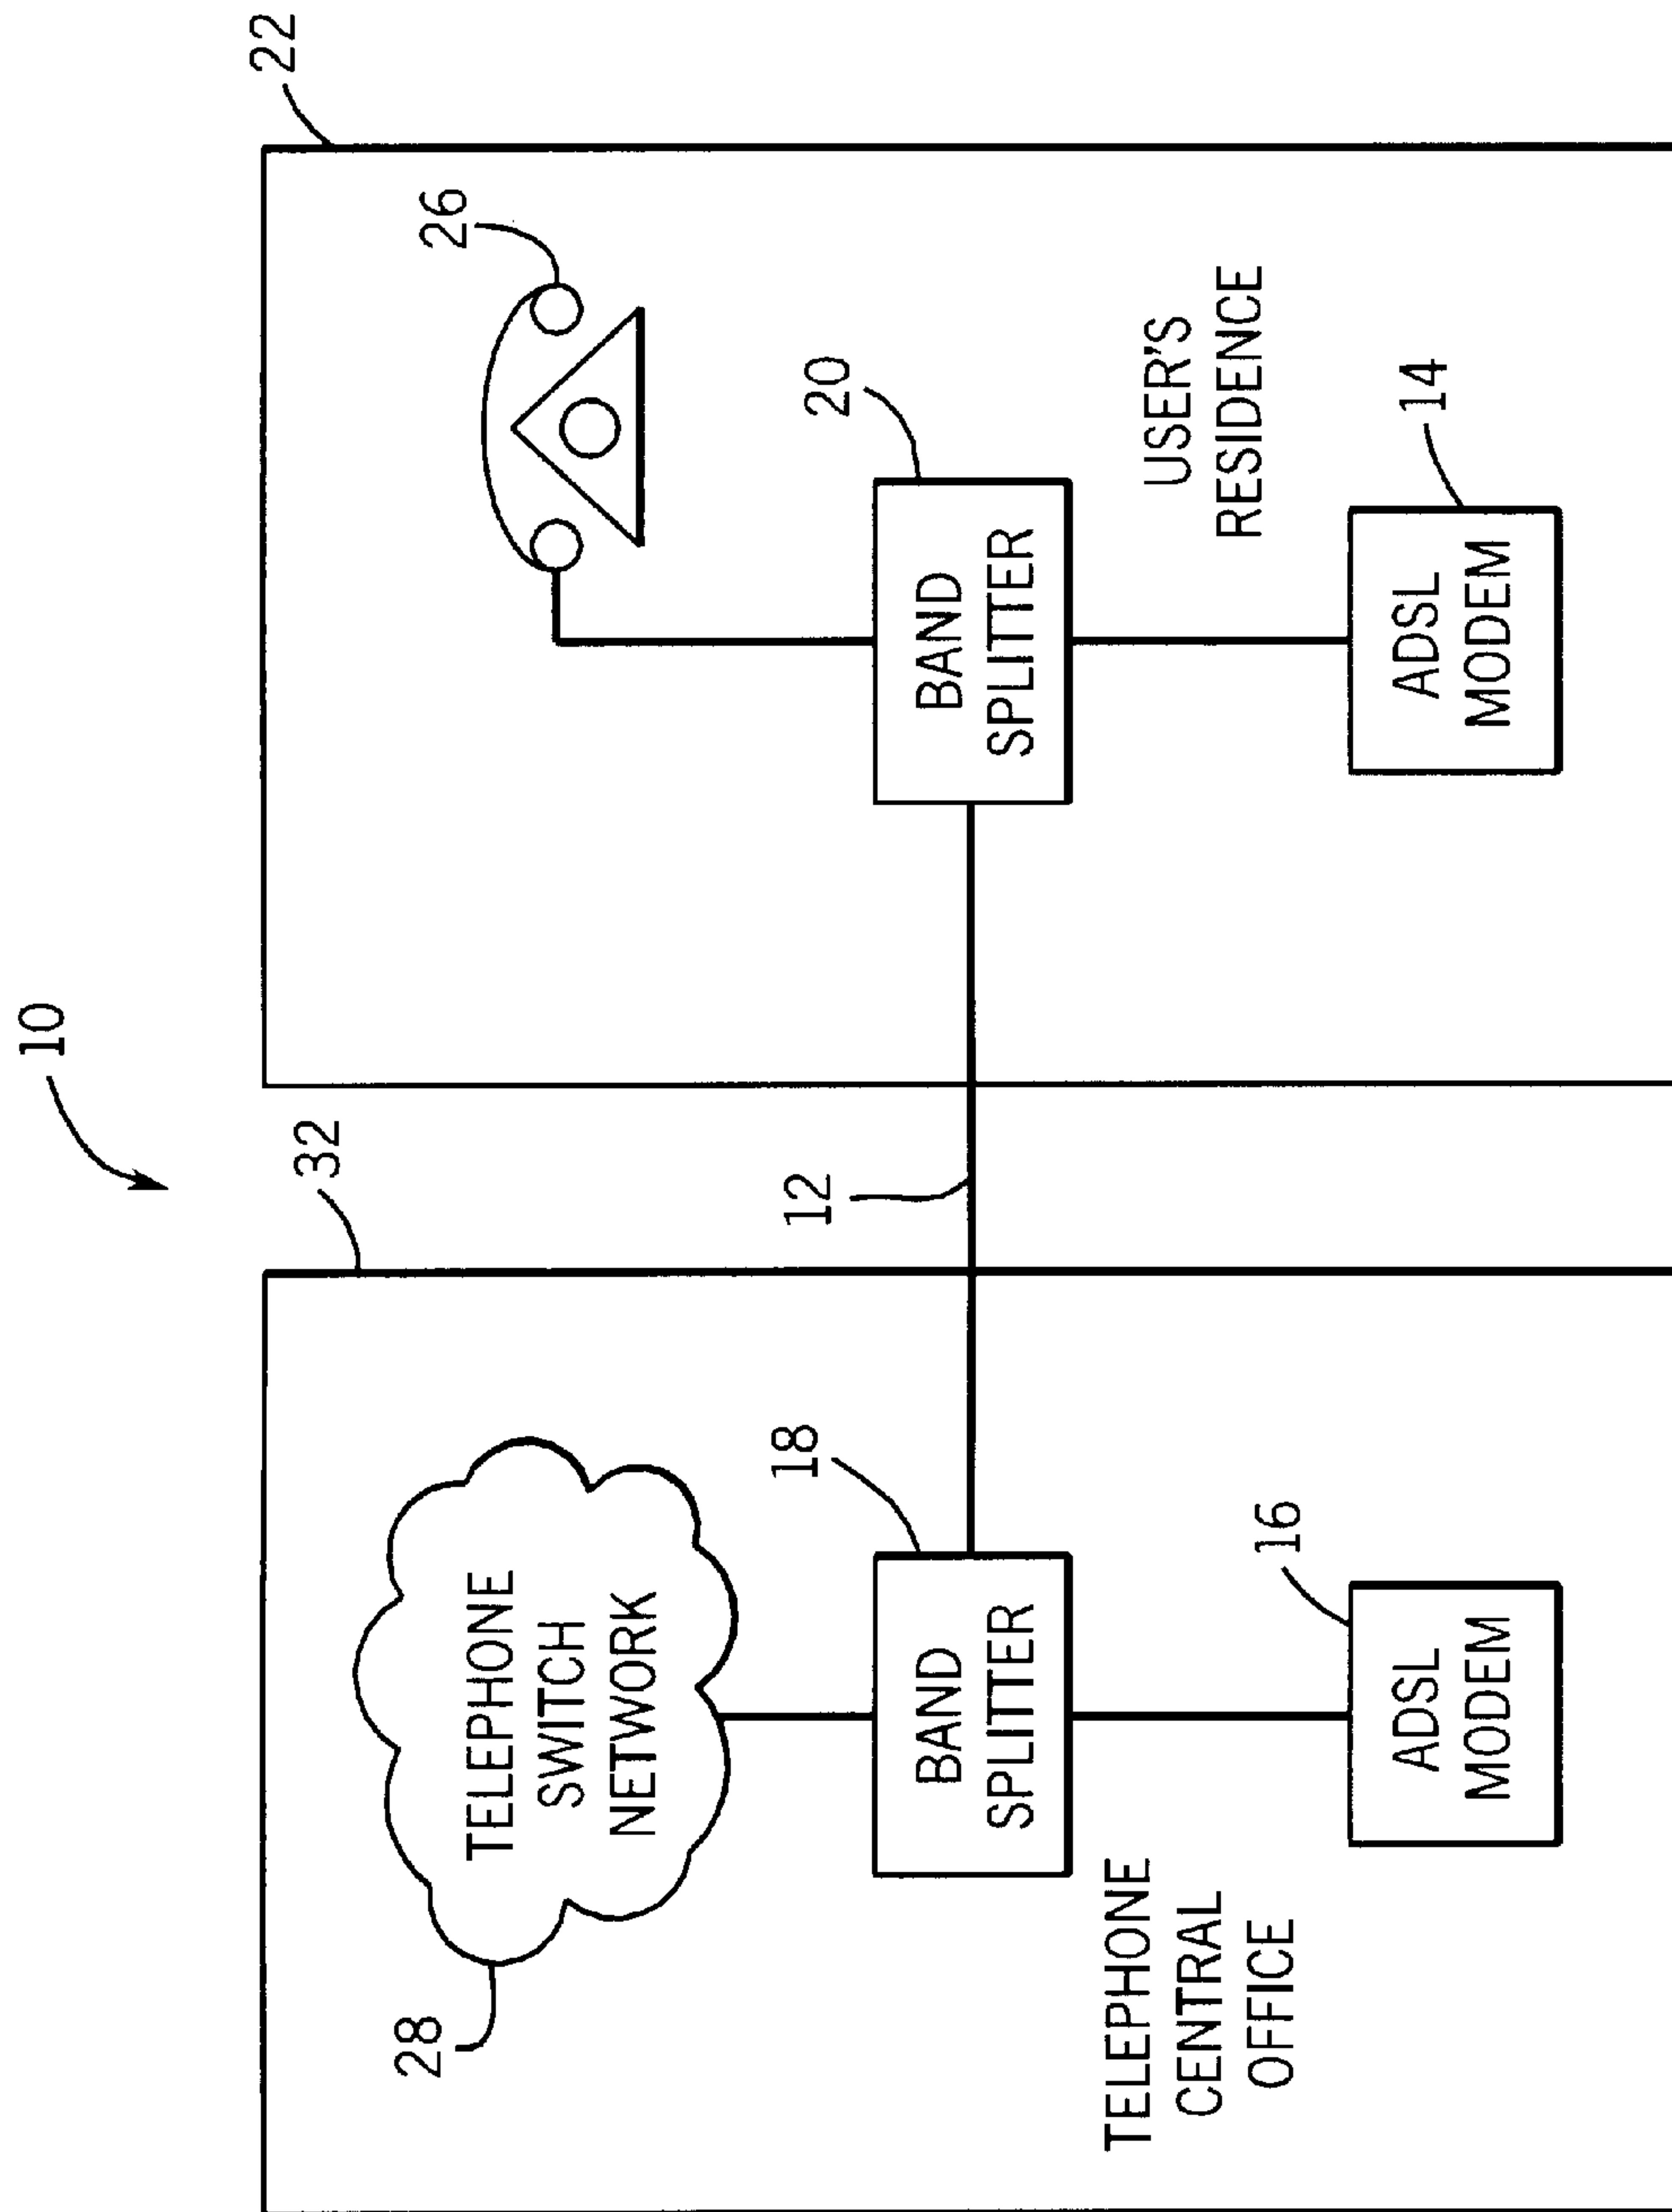 10
32
22
28
TELEPHONE
SWITCH
NETWORK
26
12
18
20
BAND
SPLITTER
BAND
SPLITTER
TELEPHONE
CENTRAL
OFFICE
16
USER'S
RESIDENCE
14
ADSL
MODEM
ADSL
MODEM